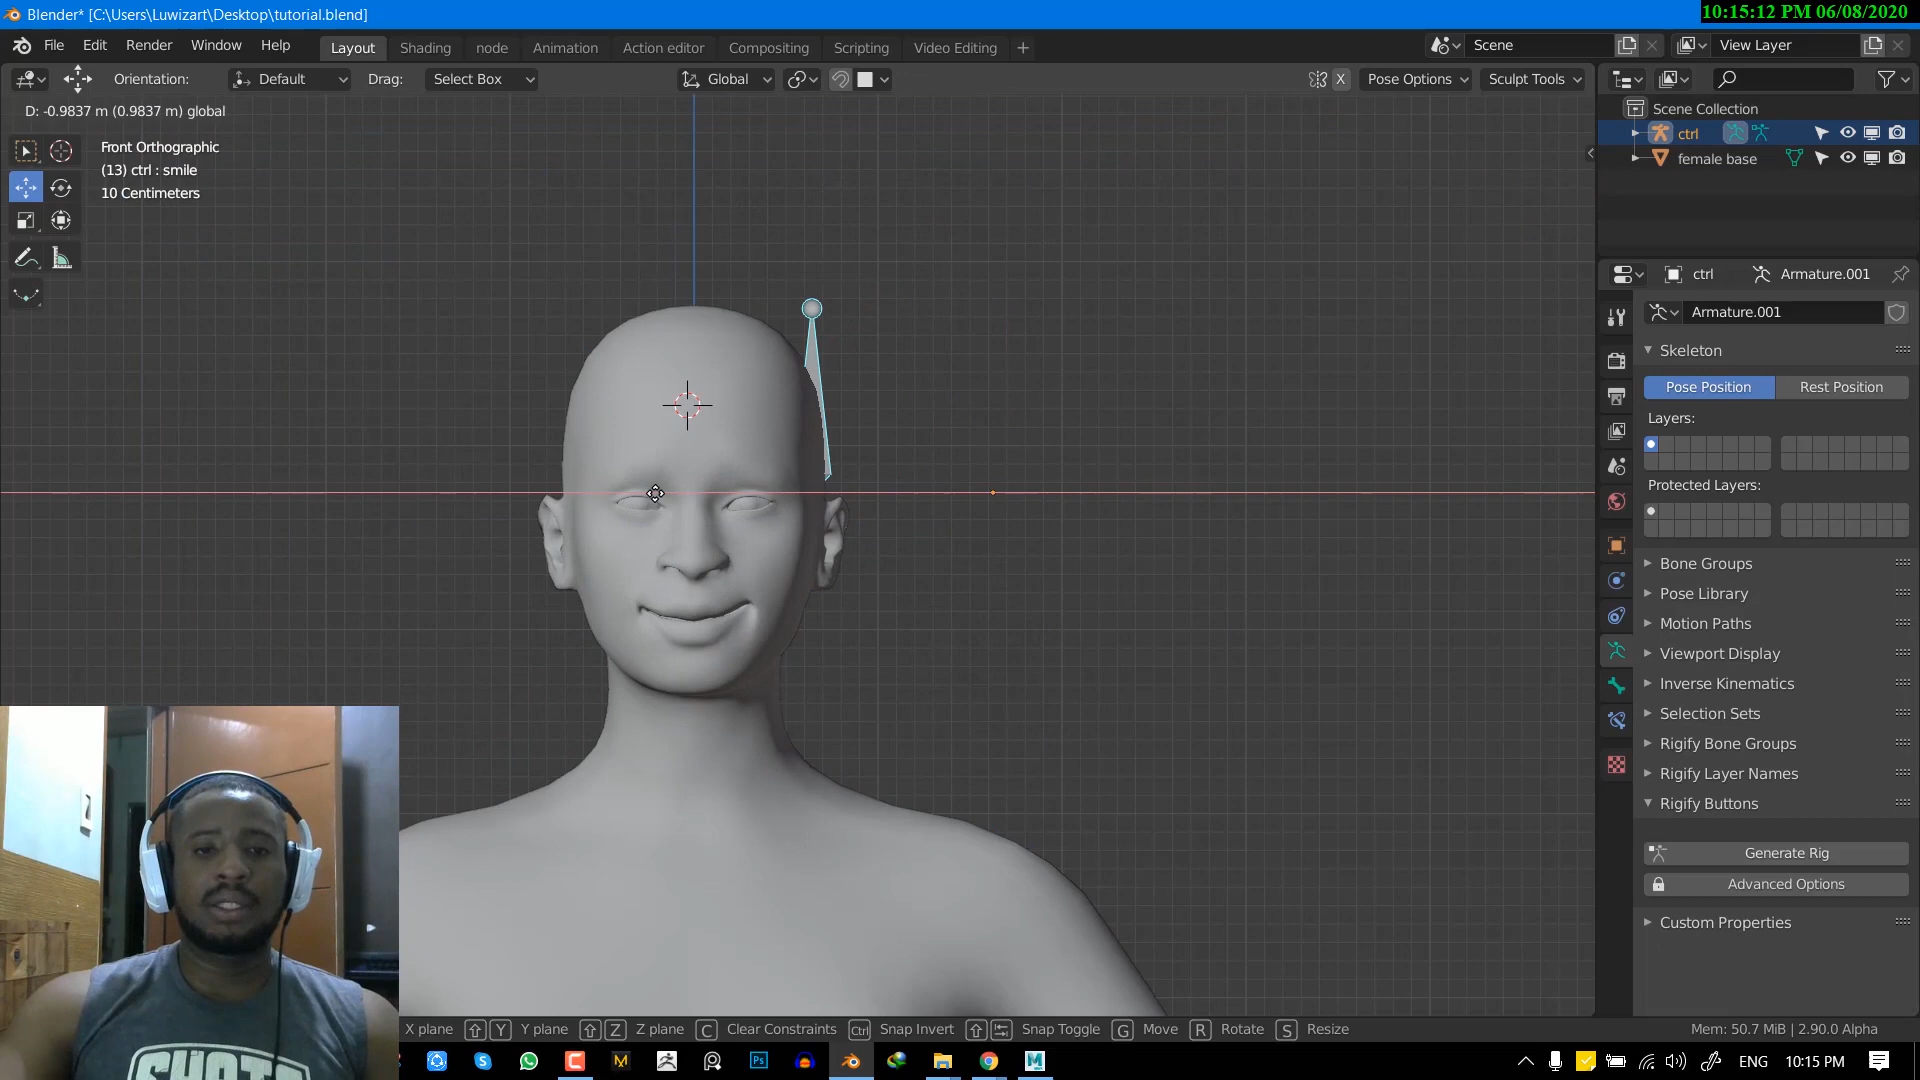 Blender* [C:\Users\Luwizart\Desktop\tutorial.blend]
10:15:12 PM 06/08/2020
File Edit Render Window Help
Layout Shading node Animation Action editor Compositing Scripting Video Editing +
Scene
View Layer
Orientation: Default Drag: Select Box
Global
X Pose Options Sculpt Tools
D: -0.9837 m (0.9837 m) global
Front Orthographic
(13) ctrl : smile
10 Centimeters
Scene Collection
ctrl
female base
ctrl Armature.001
Armature.001
Skeleton
Pose Position Rest Position
Layers:
Protected Layers:
Bone Groups
Pose Library
Motion Paths
Viewport Display
Inverse Kinematics
Selection Sets
Rigify Bone Groups
Rigify Layer Names
Rigify Buttons
Generate Rig
Advanced Options
Custom Properties
X plane Y Y plane Z Z plane C Clear Constraints Ctrl Snap Invert Snap Toggle G Move R Rotate S Resize
Mem: 50.7 MiB | 2.90.0 Alpha
Ps
ENG 10:15 PM